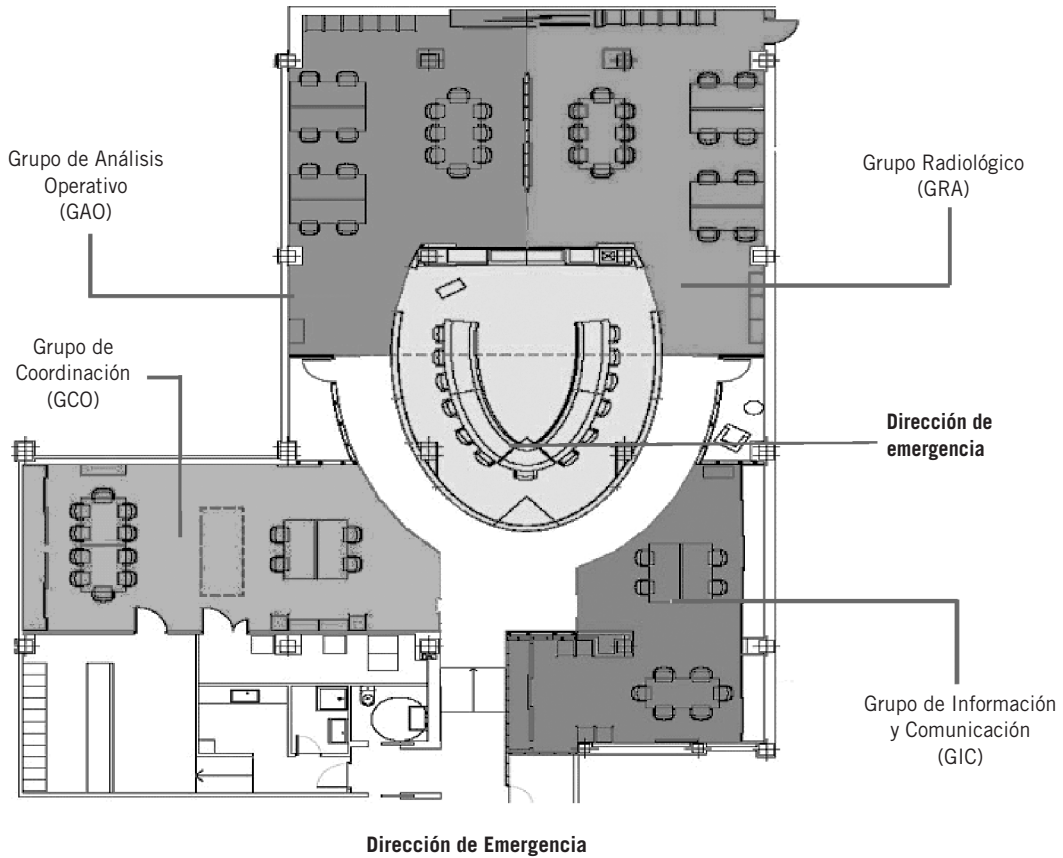 Grupo de Análisis
Operativo
(GAO)
Grupo Radiológico
(GRA)
Grupo de
Coordinación
(GCO)
Dirección de
emergencia
Grupo de Información
y Comunicación
(GIC)
Dirección de Emergencia